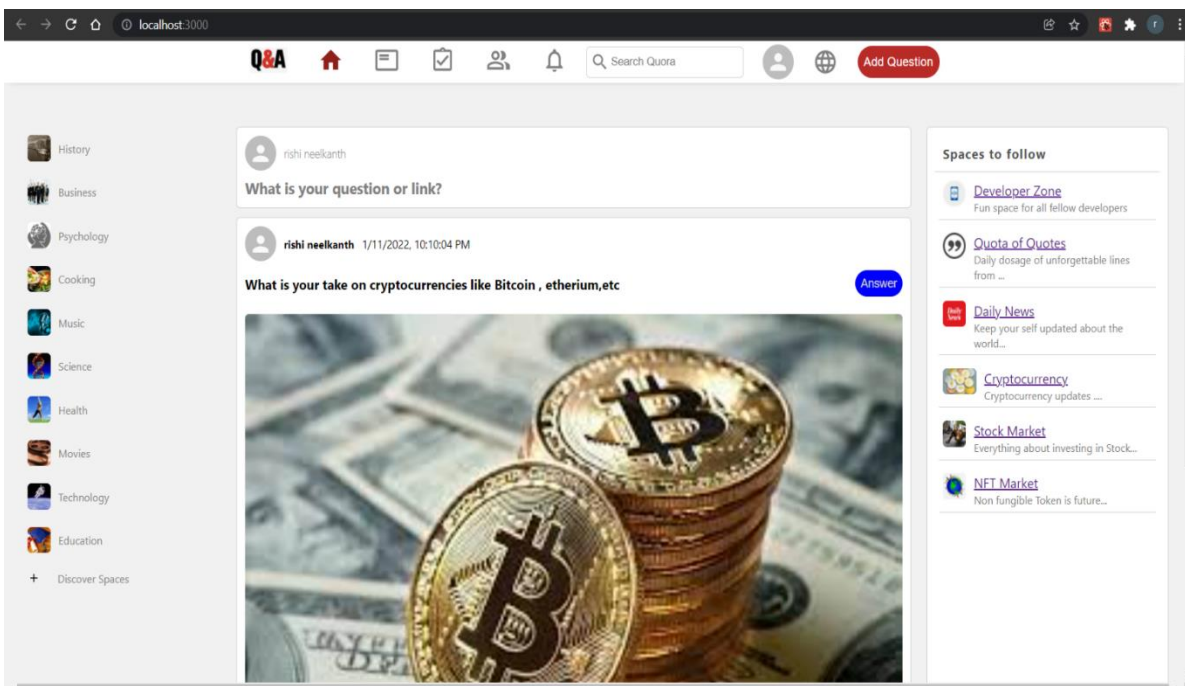 localhost:3000
r
Q&A
Search Quora
Add Question
History
Business
Psychology
Cooking
Music
Science
Health
Movies
Technology
Education
+ Discover Spaces
rishi neelkanth
What is your question or link?
rishi neelkanth 1/11/2022, 10:10:04 PM
What is your take on cryptocurrencies like Bitcoin , etherium,etc
Answer
Spaces to follow
Developer Zone
Fun space for all fellow developers
Quota of Quotes
Daily dosage of unforgettable lines
from ...
Daily News
Keep your self updated about the
world...
Cryptocurrency
Cryptocurrency updates ....
Stock Market
Everything about investing in Stock...
NFT Market
Non fungible Token is future...